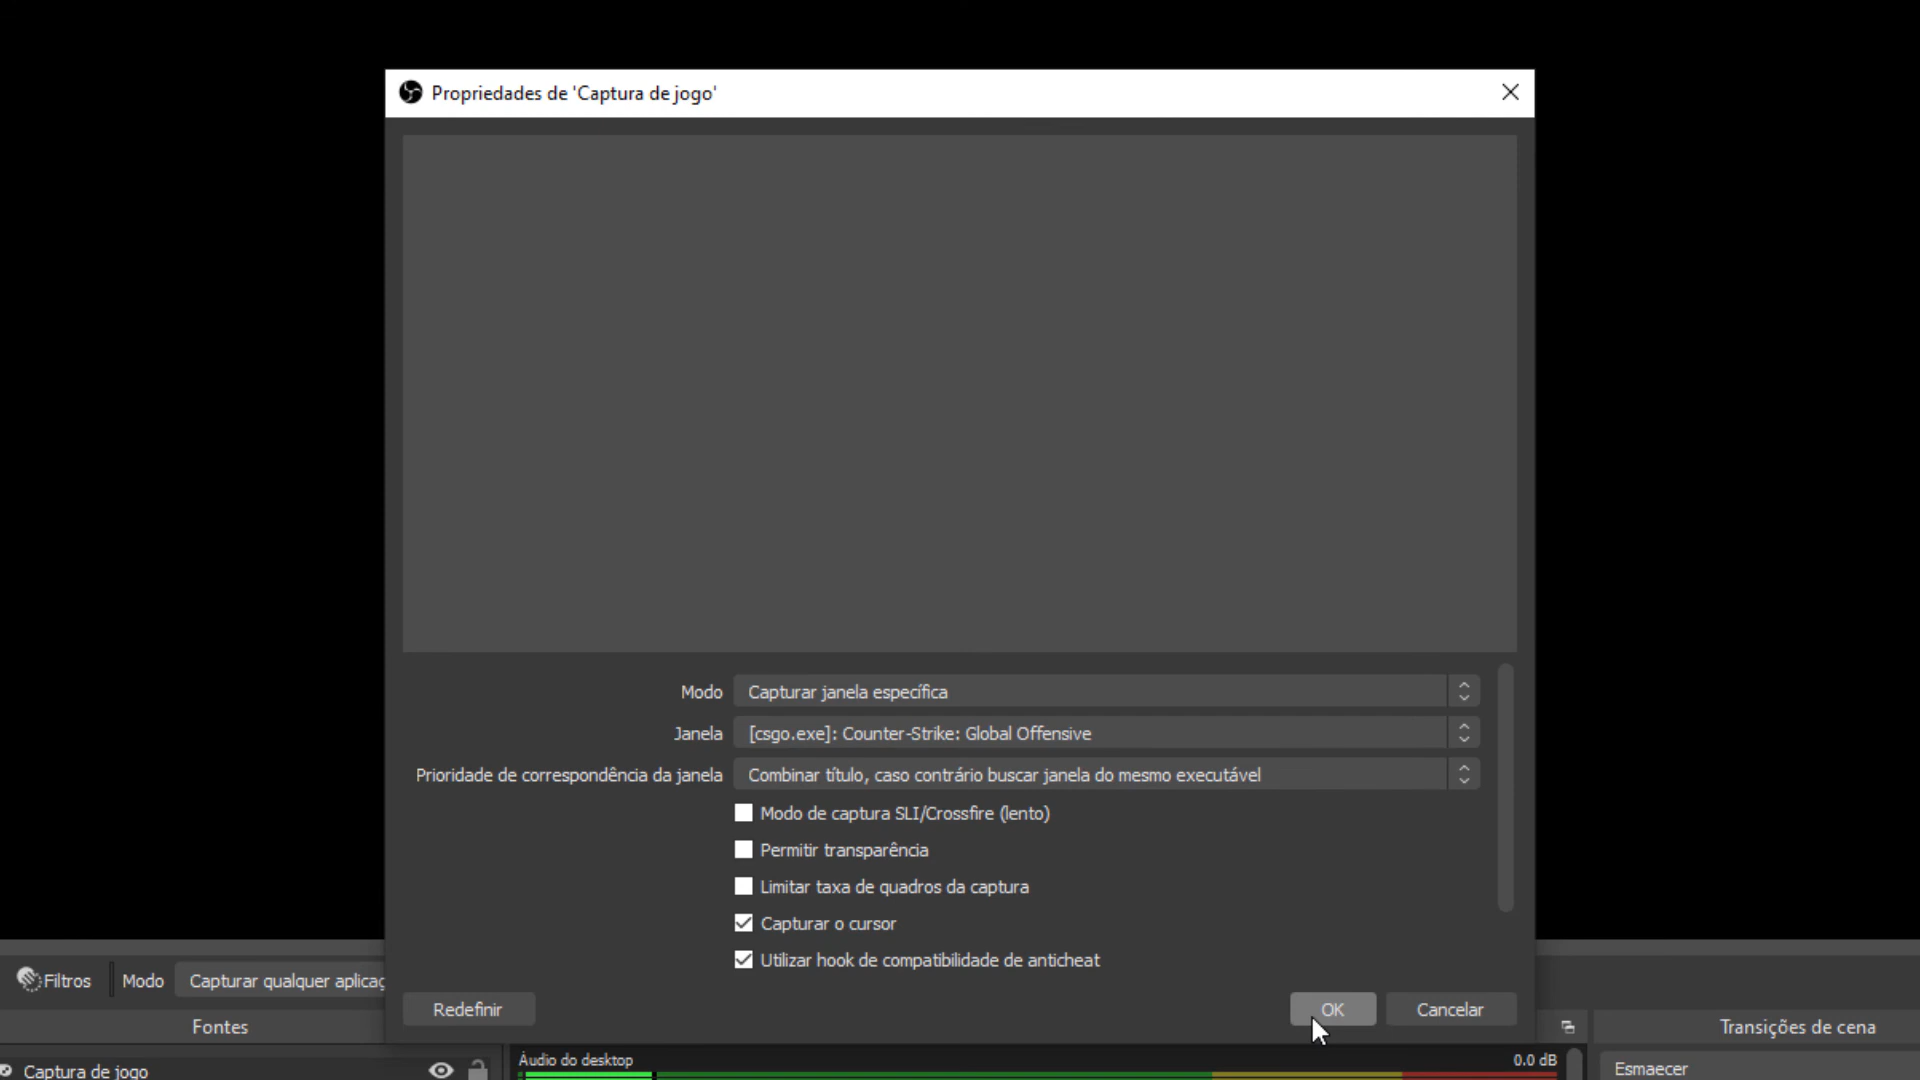 Propriedades de 'Captura de jogo'
Modo
Capturar janela específica
Janela
[csgo.exe]: Counter-Strike: Global Offensive
Prioridade de correspondência da janela
Combinar título, caso contrário buscar janela do mesmo executável
Modo de captura SLI/Crossfire (lento)
Permitir transparência
Limitar taxa de quadros da captura
Capturar o cursor
Utilizar hook de compatibilidade de anticheat
Redefinir
OK
Cancelar
Filtros
Modo
Capturar qualquer
Fontes
Transições de cena
Captura de jogo
Áudio do desktop
0.0 dB
Esmaecer